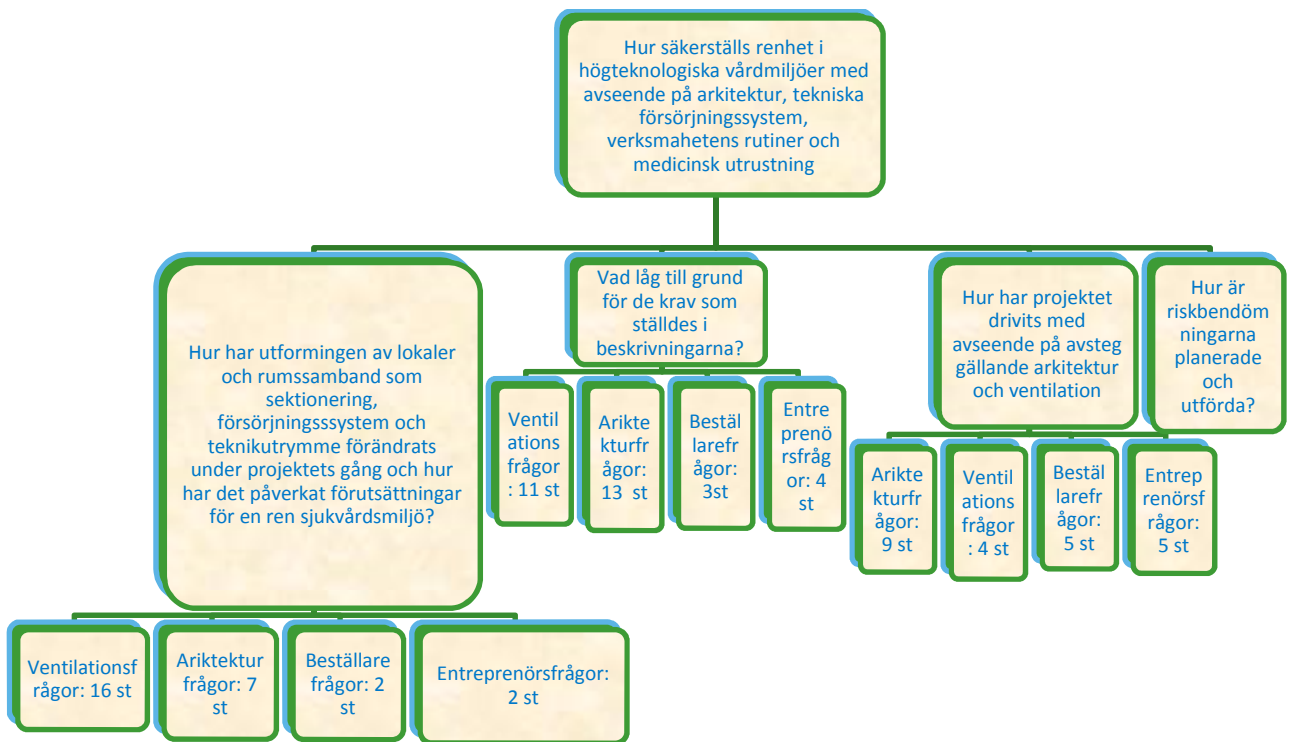 Hur säkerställs renhet i
högteknologiska vårdmiljöer med
avseende på arkitektur, tekniska
försörjningssystem,
verksmahetens rutiner och
medicinsk utrustning
Hur har utformingen av lokaler
och rumssamband som
sektionering,
försörjningsssystem och
teknikutrymme förändrats
under projektets gång och hur
har det påverkat förutsättningar
för en ren sjukvårdsmiljö?
Ventilationsf
rågor: 16 st
Ariktektur
frågor: 7
st
Beställare
frågor: 2
st
Entreprenörsfrågor:
2 st
Vad låg till grund
för de krav som
ställdes i
beskrivningarna?
Ventil
ations
frågor
: 11 st
Arikte
kturfr
ågor:
13 st
Bestäl
larefr
ågor:
3st
Entre
prenö
rsfråg
or: 4
st
Hur har projektet
drivits med
avseende på avsteg
gällande arkitektur
och ventilation
Arikte
kturfr
ågor:
9 st
Ventil
ations
frågor
: 4 st
Bestäl
larefr
ågor:
5 st
Entrep
renörsf
rågor:
5 st
Hur är
riskbendöm
ningarna
planerade
och
utförda?